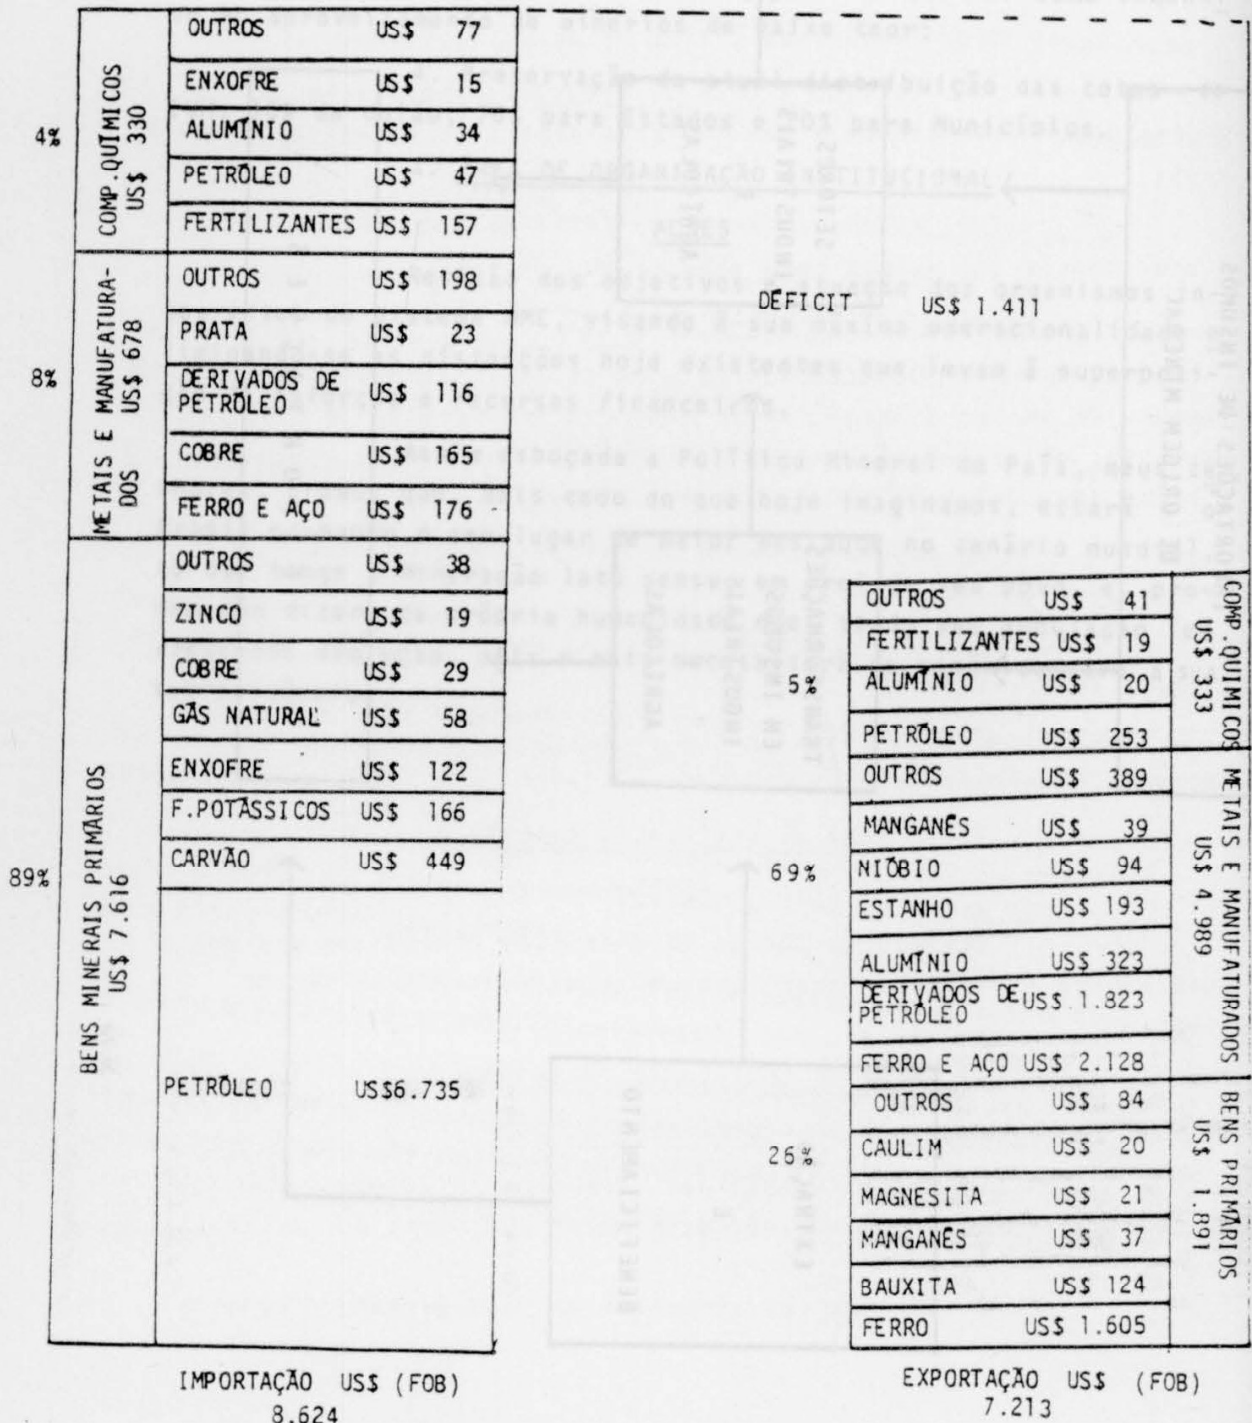 4%
COMP.QUÍMICOS
US$ 330
OUTROS US$ 77
ENXOFRE US$ 15
ALUMÍNIO US$ 34
PETRÓLEO US$ 47
FERTILIZANTES US$ 157
8%
METAIS E MANUFATURA-
DOS US$ 678
OUTROS US$ 198
PRATA US$ 23
DERIVADOS DE
PETRÓLEO US$ 116
COBRE US$ 165
FERRO E AÇO US$ 176
89%
BENS MINERAIS PRIMÁRIOS
US$ 7.616
OUTROS US$ 38
ZINCO US$ 19
COBRE US$ 29
GÁS NATURAL US$ 58
ENXOFRE US$ 122
F.POTÁSSICOS US$ 166
CARVÃO US$ 449
PETRÓLEO US$6.735
IMPORTAÇÃO US$ (FOB)
8.624
DEFICIT US$ 1.411
5%
COMP.QUIMICOS
US$ 333
OUTROS US$ 41
FERTILIZANTES US$ 19
ALUMÍNIO US$ 20
PETRÓLEO US$ 253
69%
METAIS E MANUFATURADOS
US$ 4.989
OUTROS US$ 389
MANGANÊS US$ 39
NIÓBIO US$ 94
ESTANHO US$ 193
ALUMÍNIO US$ 323
DERIVADOS DE
PETRÓLEO US$ 1.823
FERRO E AÇO US$ 2.128
26%
BENS PRIMÁRIOS
US$ 1.891
OUTROS US$ 84
CAULIM US$ 20
MAGNESITA US$ 21
MANGANÊS US$ 37
BAUXITA US$ 124
FERRO US$ 1.605
EXPORTAÇÃO US$ (FOB)
7.213